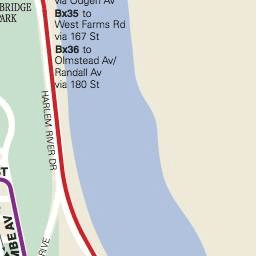 via Ogden Av
BRIDGE
PARK
Bx35 to
West Farms Rd
via 167 St
Bx36 to
Olmstead Av/
Randall Av
via 180 St
HARLEM RIVER DR